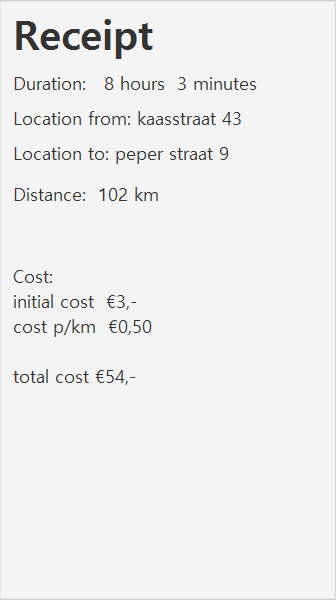 Receipt
Duration: 8 hours 3 minutes
Location from: kaasstraat 43
Location to: peper straat 9
Distance: 102 km
Cost:
initial cost €3,-
cost p/km €0,50
total cost €54,-